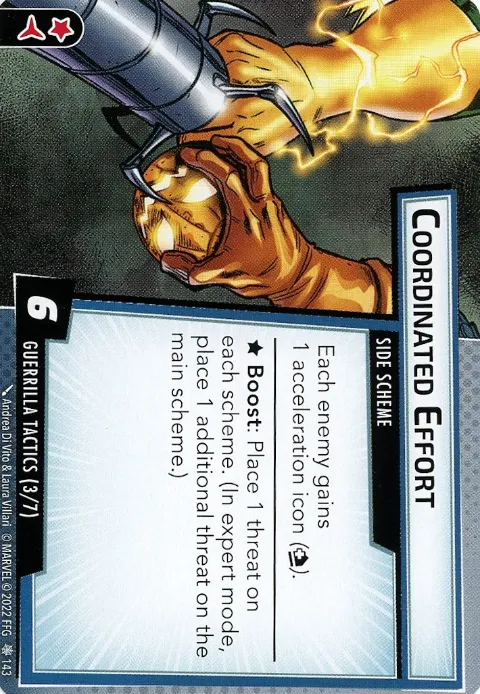 COORDINATED EFFORT
SIDE SCHEME
Each enemy gains
1 acceleration icon ( ).
★ Boost: Place 1 threat on
each scheme. (In expert mode,
place 1 additional threat on the
main scheme.)
6
GUERRILLA TACTICS (3/7)
Andrea Di Vito & Laura Villari © MARVEL © 2022 FFG 143